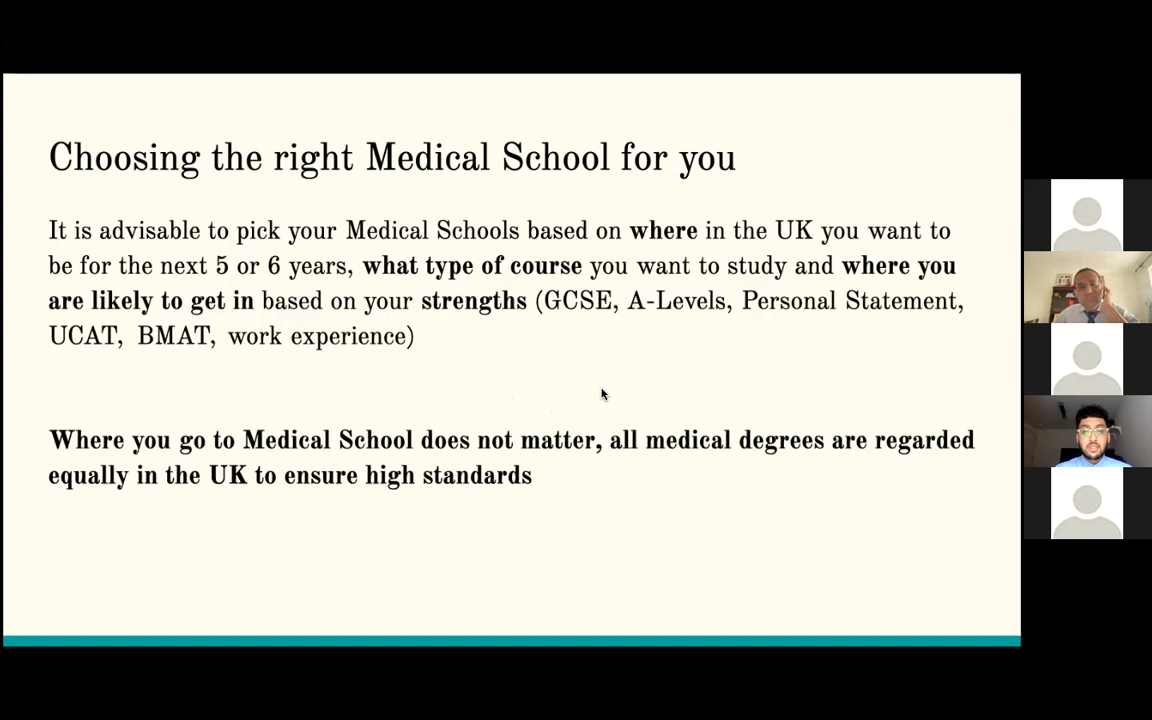 Choosing the right Medical School for you
It is advisable to pick your Medical Schools based on where in the UK you want to
be for the next 5 or 6 years, what type of course you want to study and where you
are likely to get in based on your strengths (GCSE, A-Levels, Personal Statement,
UCAT, BMAT, work experience)
Where you go to Medical School does not matter, all medical degrees are regarded
equally in the UK to ensure high standards